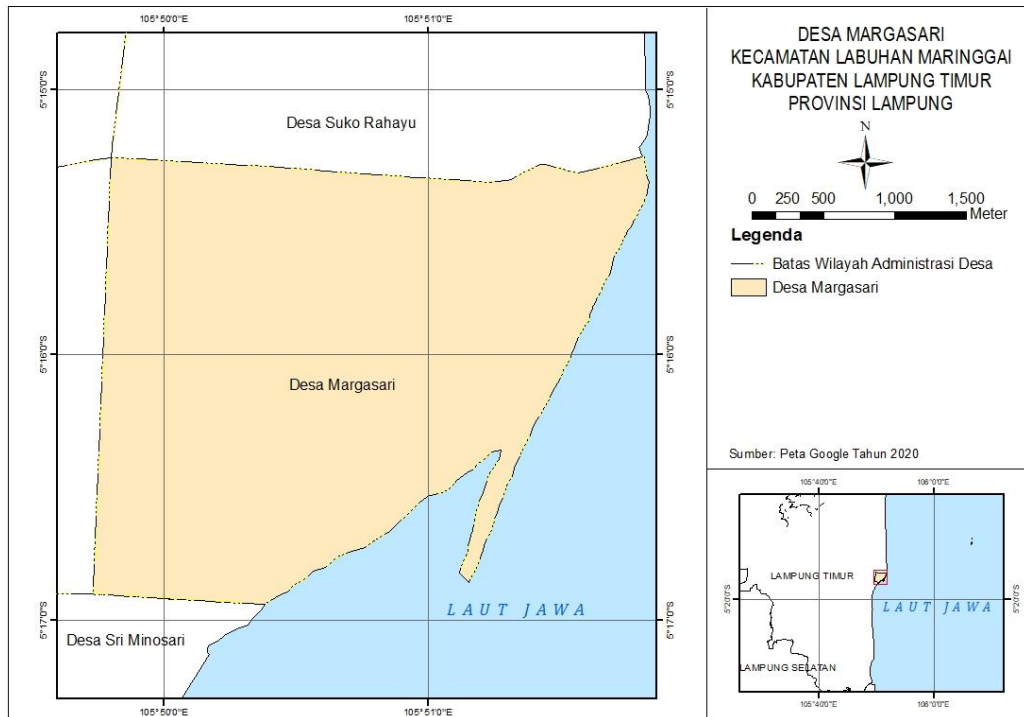 105°50'0"E
105°51'0"E
5°15'0"S
5°15'0"S
Desa Suko Rahayu
5°16'0"S
5°16'0"S
Desa Margasari
5°17'0"S
5°17'0"S
LAUT JAWA
Desa Sri Minosari
105°50'0"E
105°51'0"E
DESA MARGASARI
KECAMATAN LABUHAN MARINGGAI
KABUPATEN LAMPUNG TIMUR
PROVINSI LAMPUNG
N
0 250 500 1,000 1,500
Meter
Legenda
Batas Wilayah Administrasi Desa
Desa Margasari
Sumber: Peta Google Tahun 2020
105°40'0"E
106°0'0"E
LAMPUNG TIMUR
5°20'0"S
5°20'0"S
LAUT JAWA
LAMPUNG SELATAN
105°40'0"E
106°0'0"E